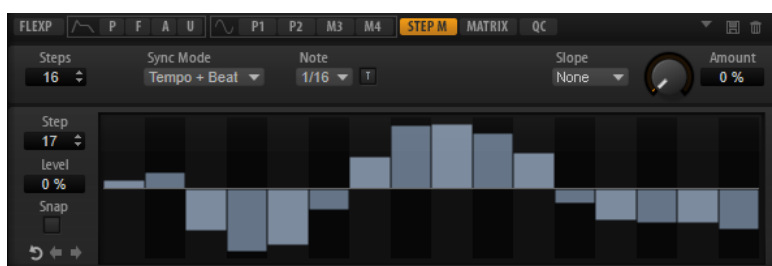 FLEXP P F A U P1 P2 M3 M4 STEP M MATRIX QC
Steps Sync Mode Note Slope Amount
16 Tempo + Beat 1/16 T None 0 %
Step
17
Level
0 %
Snap